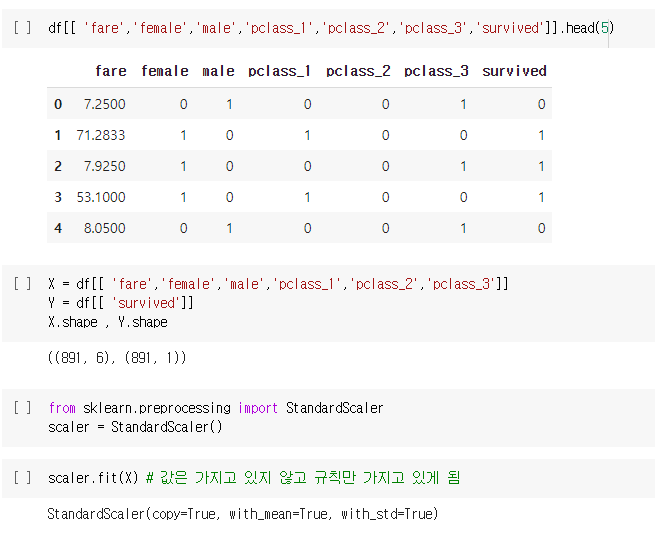 [ ] df[[ 'fare','female','male','pclass_1','pclass_2','pclass_3','survived']].head(5)
fare female male pclass_1 pclass_2 pclass_3 survived
0 7.2500 0 1 0 0 1 0
1 71.2833 1 0 1 0 0 1
2 7.9250 1 0 0 0 1 1
3 53.1000 1 0 1 0 0 1
4 8.0500 0 1 0 0 1 0
[ ] X = df[[ 'fare','female','male','pclass_1','pclass_2','pclass_3']]
Y = df[[ 'survived']]
X.shape , Y.shape
((891, 6), (891, 1))
[ ] from sklearn.preprocessing import StandardScaler
scaler = StandardScaler()
[ ] scaler.fit(X) # 값은 가지고 있지 않고 규칙만 가지고 있게 됨
StandardScaler(copy=True, with_mean=True, with_std=True)